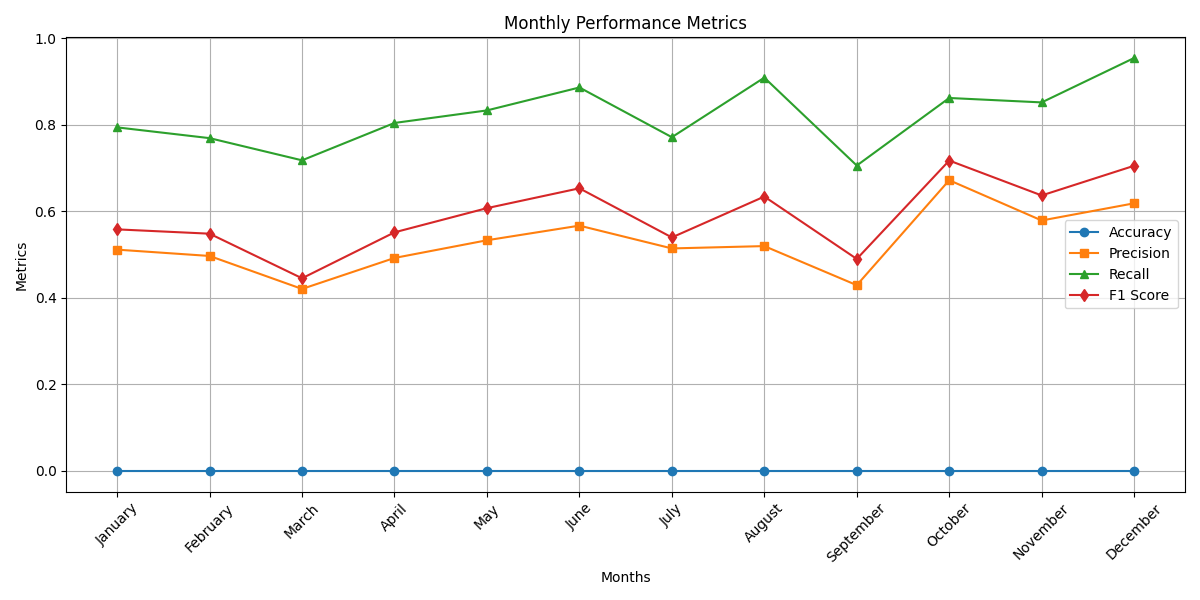 Monthly Performance Metrics
1.0
0.8
0.6
0.4
0.2
0.0
Metrics
Accuracy
Precision
Recall
F1 Score
January
February
March
April
May
June
July
August
September
October
November
December
Months